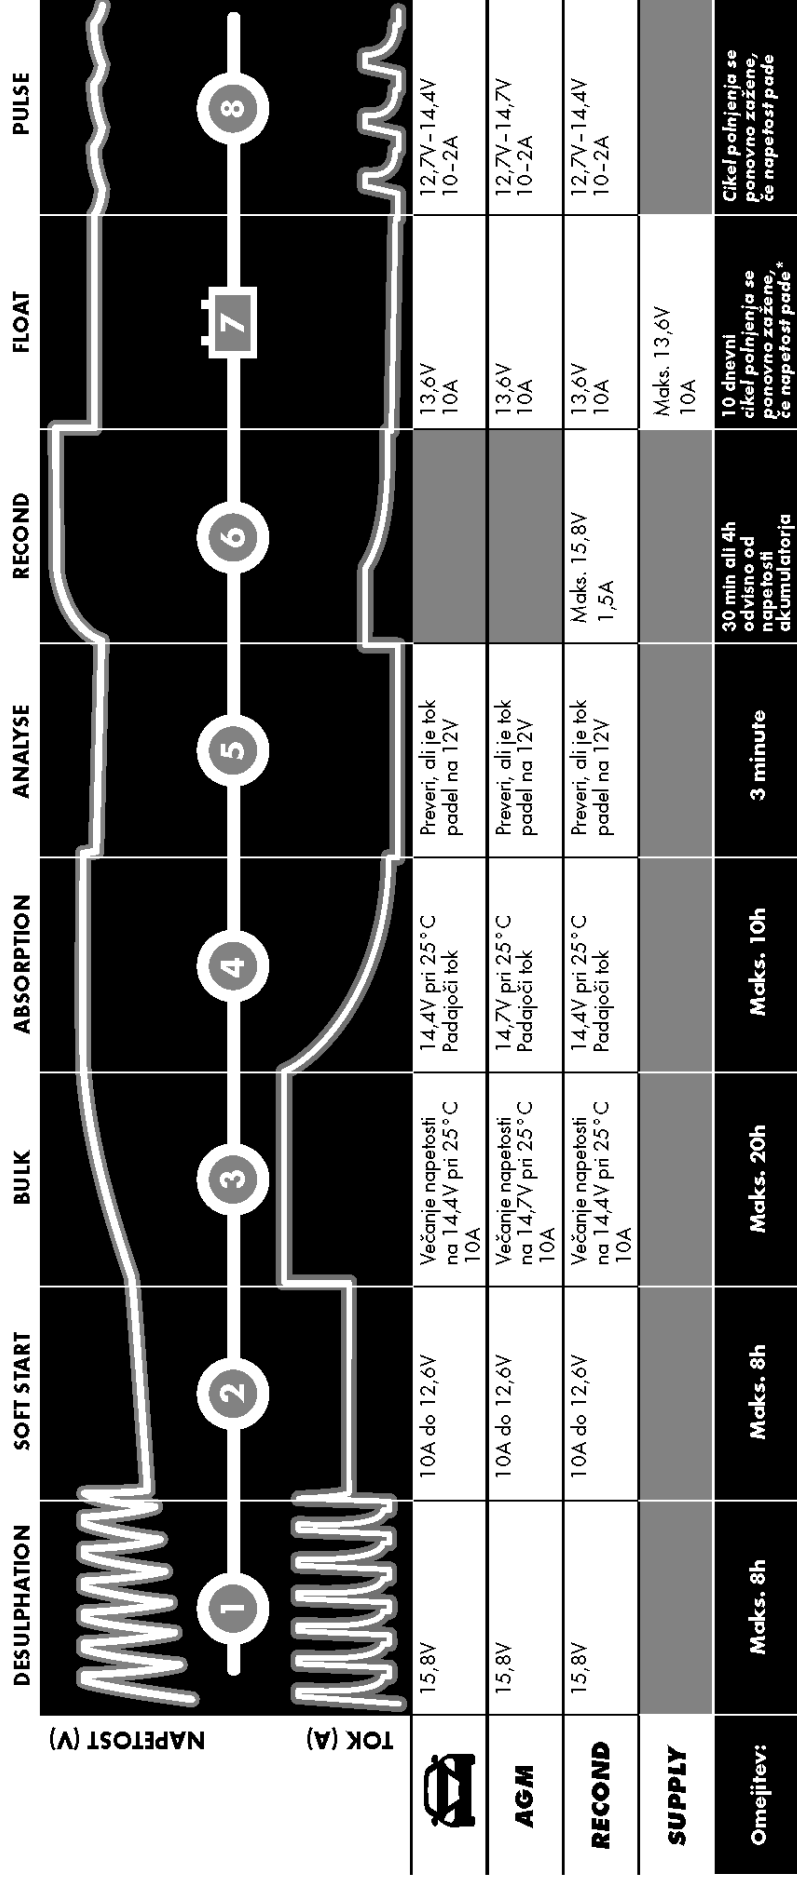 DESULPHATION
SOFT START
BULK
ABSORPTION
ANALYSE
RECOND
FLOAT
PULSE
NAPETOST (V)
1
2
3
4
5
6
7
8
TOK (A)
15,8V
10A do 12,6V
Večanje napetosti
na 14,4V pri 25°C
10A
14,4V pri 25°C
Padajoči tok
Preveri, ali je tok
padel na 12V
13,6V
10A
12,7V–14,4V
10–2A
AGM
15,8V
10A do 12,6V
Večanje napetosti
na 14,7V pri 25°C
10A
14,7V pri 25°C
Padajoči tok
Preveri, ali je tok
padel na 12V
13,6V
10A
12,7V–14,7V
10–2A
RECOND
15,8V
10A do 12,6V
Večanje napetosti
na 14,4V pri 25°C
10A
14,4V pri 25°C
Padajoči tok
Preveri, ali je tok
padel na 12V
Maks. 15,8V
1,5A
13,6V
10A
12,7V–14,4V
10–2A
SUPPLY
Maks. 13,6V
10A
Omejitev:
Maks. 8h
Maks. 8h
Maks. 20h
Maks. 10h
3 minute
30 min ali 4h
odvisno od
napetosti
akumulatorja
10 dnevni
cikel polnjenja se
ponovno zažene,
če napetost pade*
Cikel polnjenja se
ponovno zažene,
če napetost pade